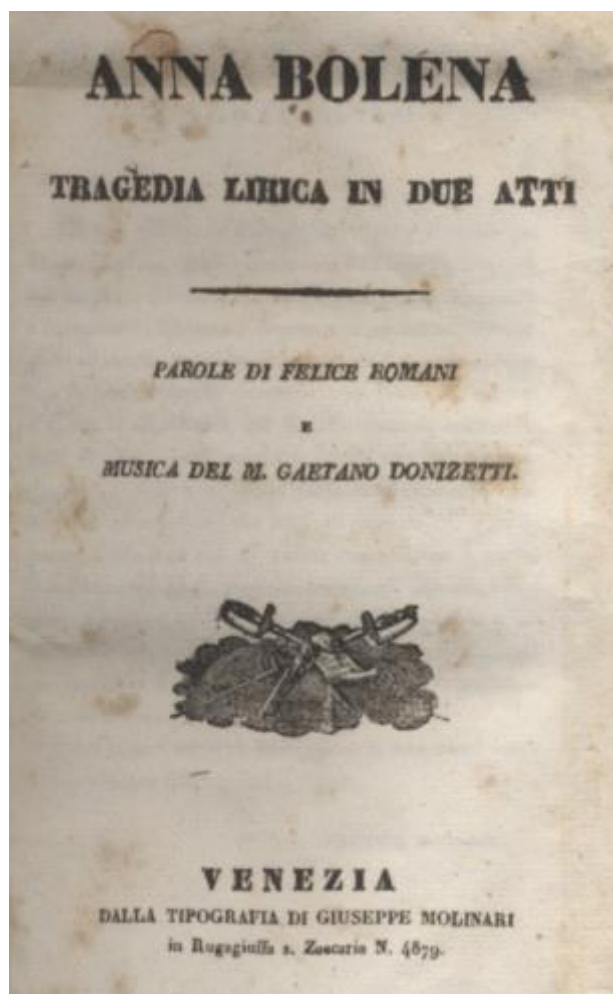 ANNA BOLENA
TRAGEDIA LIRICA IN DUE ATTI
PAROLE DI FELICE ROMANI
E
MUSICA DEL M. GAETANO DONIZETTI.
VENEZIA
DALLA TIPOGRAFIA DI GIUSEPPE MOLINARI
in Rugagiuffa s. Zaccaria N. 4879.